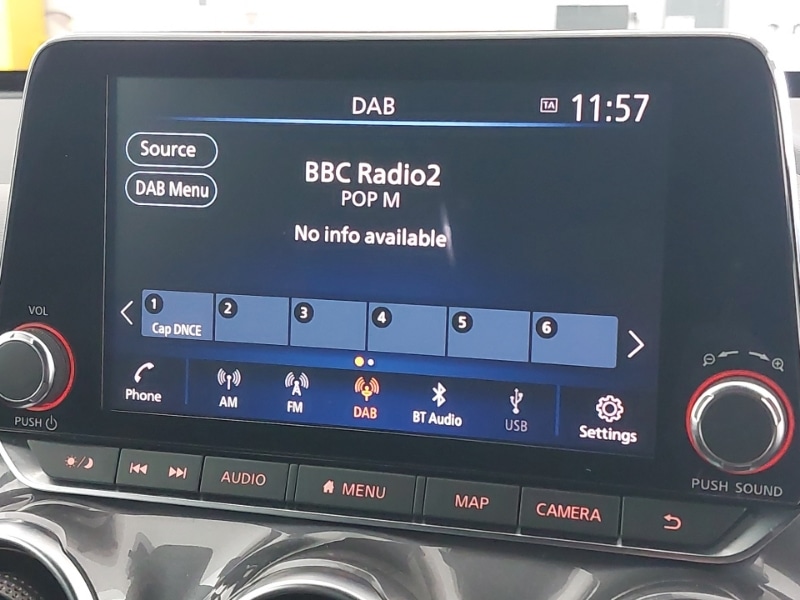 DAB TA 11:57
Source
DAB Menu
BBC Radio2
POP M
No info available
1 2 3 4 5 6
Cap DNCE
VOL
PUSH
Phone AM FM DAB BT Audio USB Settings
PUSH SOUND
AUDIO MENU MAP CAMERA